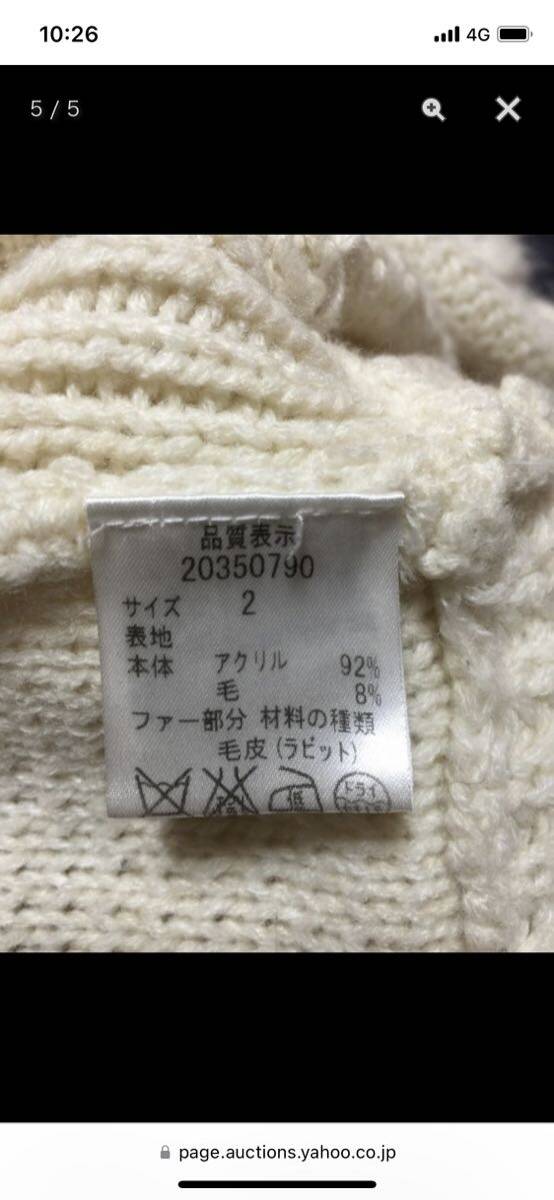 10:26
4G
5 / 5
品質表示
20350790
サイズ 2
表地
本体 アクリル 92%
毛 8%
ファー部分 材料の種類
毛皮(ラビット)
低
ドライ
page.auctions.yahoo.co.jp